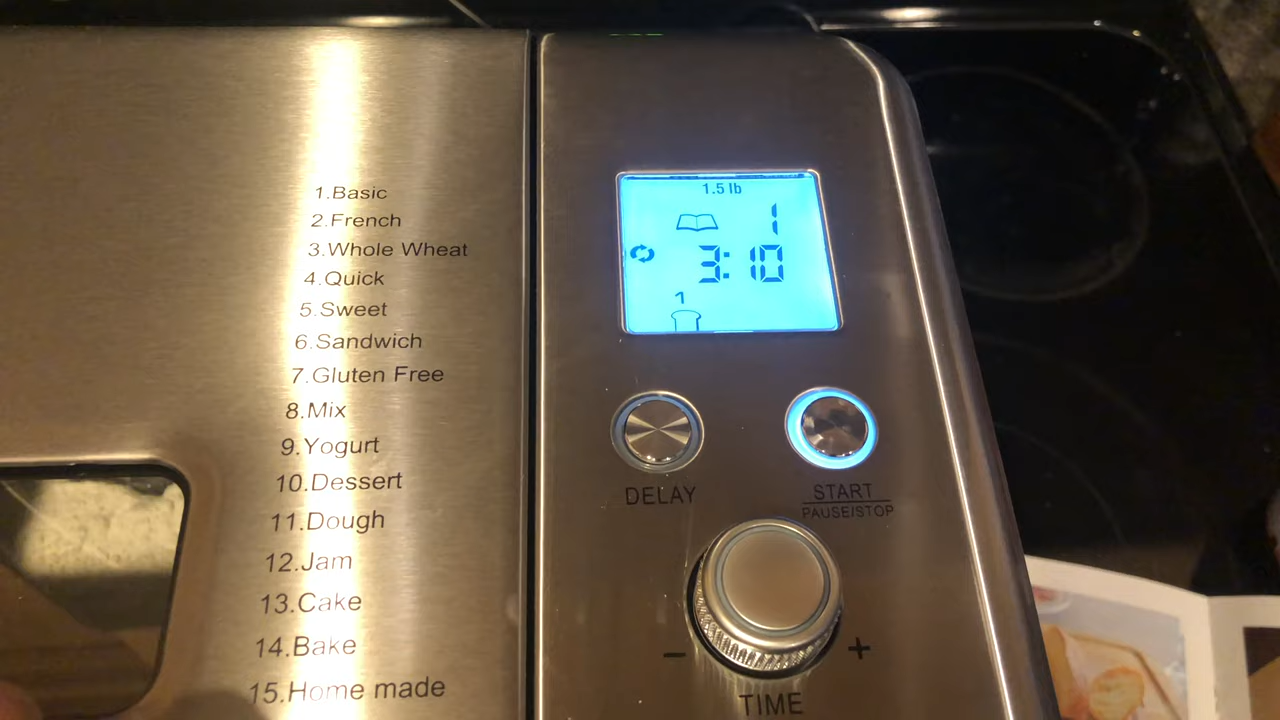 1.Basic
2.French
3.Whole Wheat
4.Quick
5.Sweet
6.Sandwich
7.Gluten Free
8.Mix
9.Yogurt
10.Dessert
11.Dough
12.Jam
13.Cake
14.Bake
15.Home made
1.5 lb
1
3:10
1
DELAY
START
PAUSE/STOP
- +
TIME